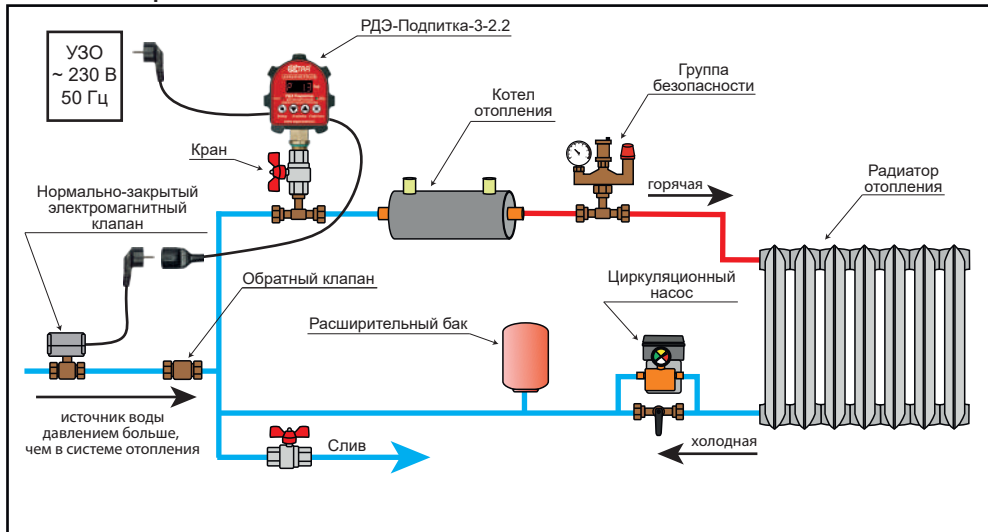 РДЭ-Подпитка-3-2.2
УЗО
~ 230 В
50 Гц
Группа
безопасности
Котел
отопления
Кран
Радиатор
отопления
горячая
Нормально-закрытый
электромагнитный
клапан
Обратный клапан
Циркуляционный
насос
Расширительный бак
источник воды
давлением больше,
чем в системе отопления
Слив
холодная